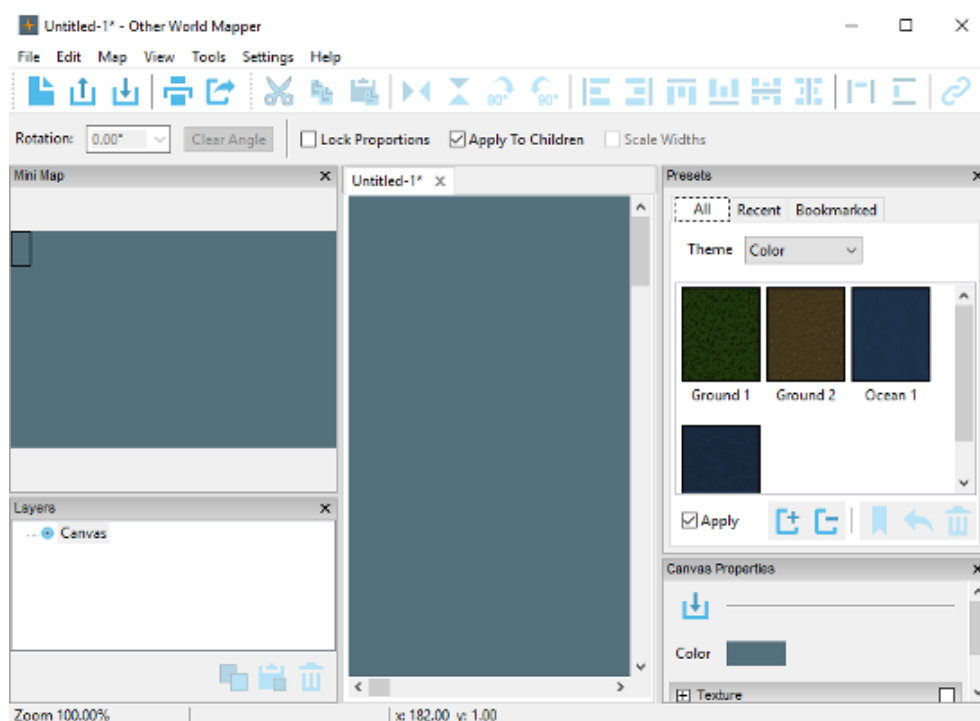 Untitled-1* - Other World Mapper
File Edit Map View Tools Settings Help
90° 90°
Rotation: 0.00° Clear Angle Lock Proportions Apply To Children Scale Widths
Mini Map
Untitled-1*
Presets
All Recent Bookmarked
Theme Color
Ground 1 Ground 2 Ocean 1
Apply
Layers
Canvas
Canvas Properties
Color
Texture
Zoom 100.00% x: 182.00 y: 1.00